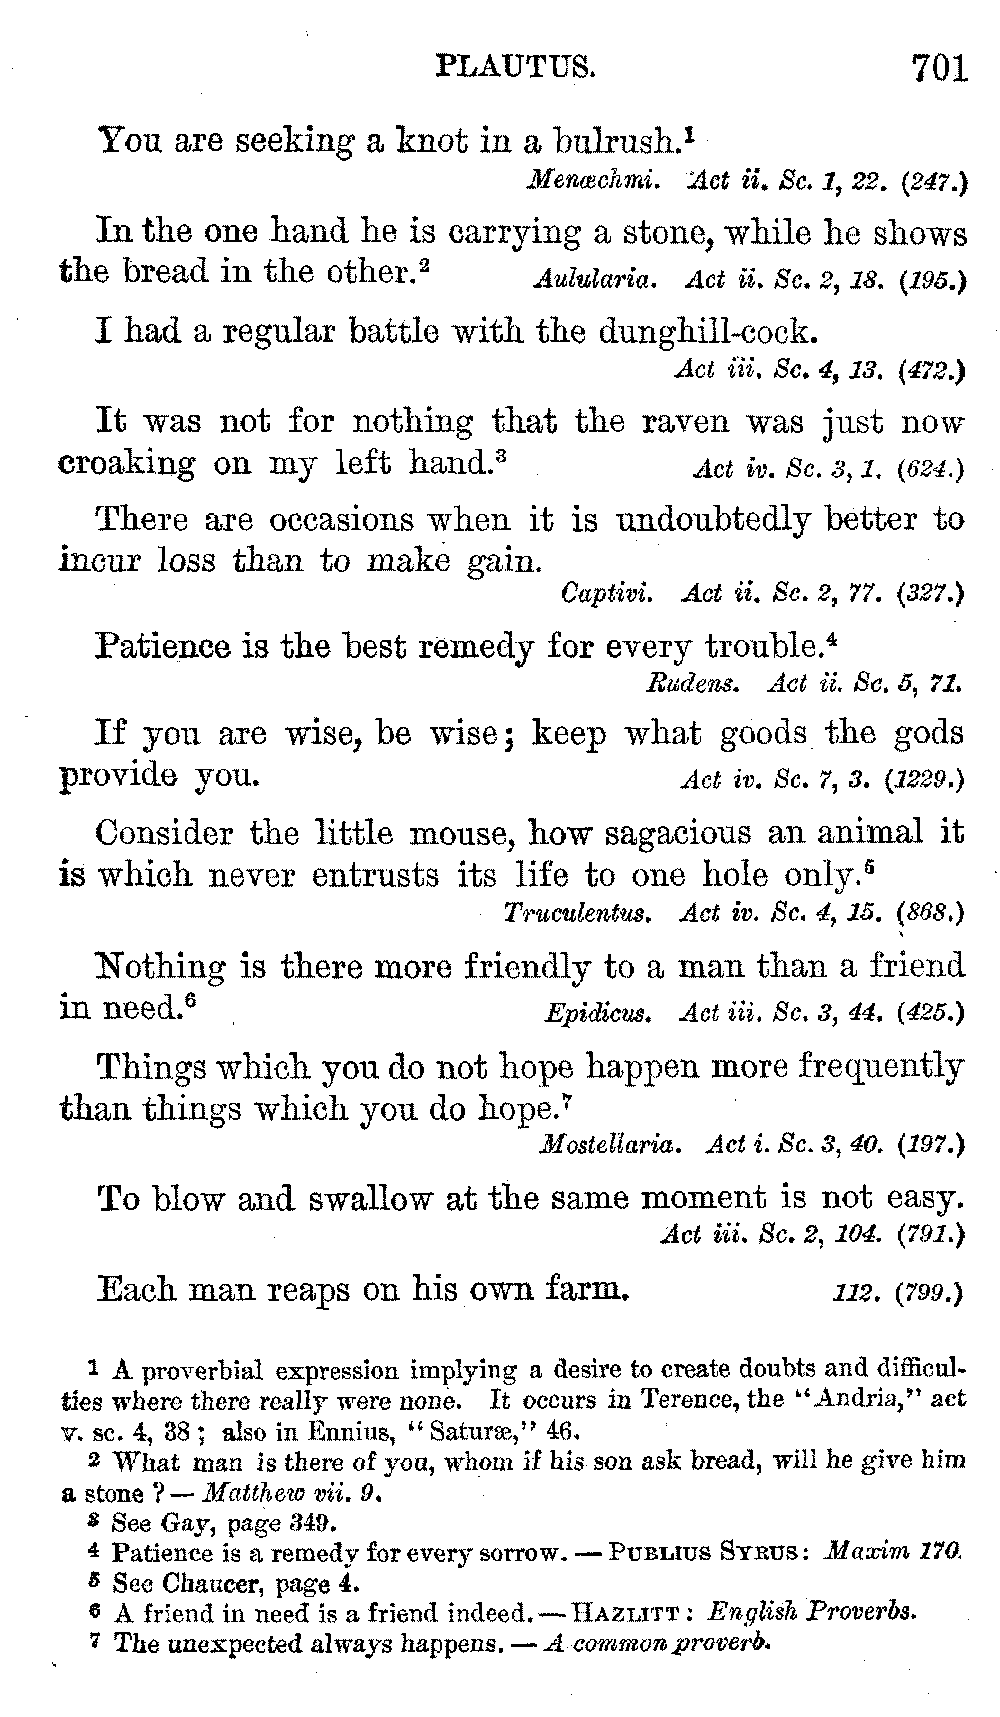 PLAUTUS. 701
You are seeking a knot in a bulrush.¹
Menæchmi. Act ii. Sc. 1, 22. (247.)
In the one hand he is carrying a stone, while he shows
the bread in the other.² Aulularia. Act ii. Sc. 2, 18. (195.)
I had a regular battle with the dunghill-cock.
Act iii. Sc. 4, 13. (472.)
It was not for nothing that the raven was just now
croaking on my left hand.³ Act iv. Sc. 3, 1. (624.)
There are occasions when it is undoubtedly better to
incur loss than to make gain.
Captivi. Act ii. Sc. 2, 77. (327.)
Patience is the best remedy for every trouble.⁴
Rudens. Act ii. Sc. 5, 71.
If you are wise, be wise; keep what goods the gods
provide you. Act iv. Sc. 7, 3. (1229.)
Consider the little mouse, how sagacious an animal it
is which never entrusts its life to one hole only.⁵
Truculentus. Act iv. Sc. 4, 15. (868.)
Nothing is there more friendly to a man than a friend
in need.⁶ Epidicus. Act iii. Sc. 3, 44. (425.)
Things which you do not hope happen more frequently
than things which you do hope.⁷
Mostellaria. Act i. Sc. 3, 40. (197.)
To blow and swallow at the same moment is not easy.
Act iii. Sc. 2, 104. (791.)
Each man reaps on his own farm. 112. (799.)
1 A proverbial expression implying a desire to create doubts and difficul-
ties where there really were none. It occurs in Terence, the "Andria," act
v. sc. 4, 38; also in Ennius, "Saturæ," 46.
2 What man is there of you, whom if his son ask bread, will he give him
a stone? — Matthew vii. 9.
3 See Gay, page 349.
4 Patience is a remedy for every sorrow. — PUBLIUS SYRUS: Maxim 170.
5 See Chaucer, page 4.
6 A friend in need is a friend indeed. — HAZLITT: English Proverbs.
7 The unexpected always happens. — A common proverb.